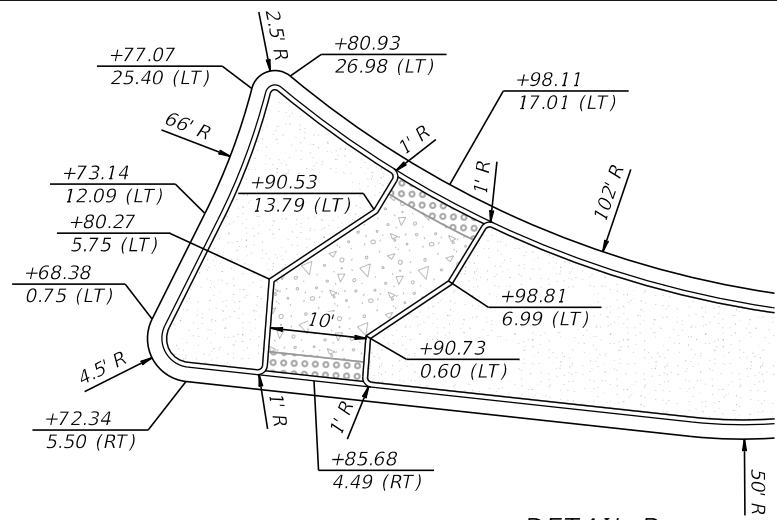 2.5' R
+77.07
25.40 (LT)
+80.93
26.98 (LT)
+98.11
17.01 (LT)
66' R
1' R
+73.14
12.09 (LT)
+90.53
13.79 (LT)
1' R
102' R
+80.27
5.75 (LT)
+68.38
0.75 (LT)
+98.81
6.99 (LT)
10'
+90.73
0.60 (LT)
4.5' R
+72.34
5.50 (RT)
1' R
1' R
+85.68
4.49 (RT)
50' R